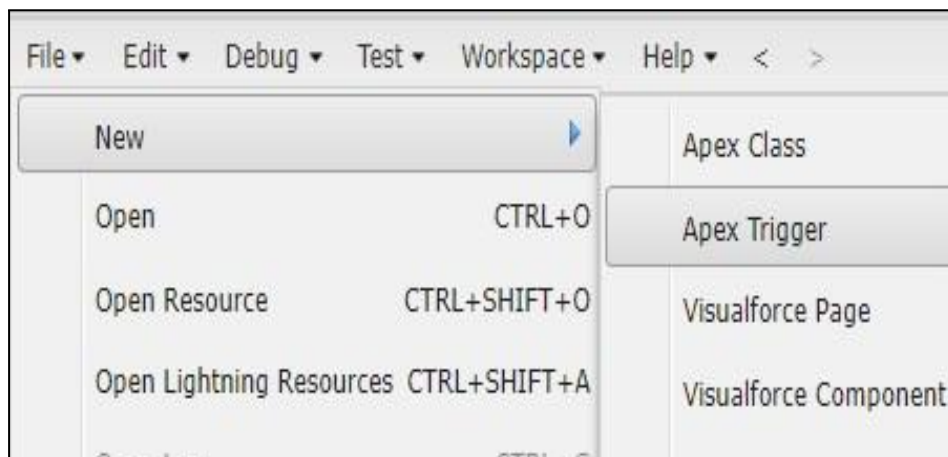 File Edit Debug Test Workspace Help < >
New
Open CTRL+O
Open Resource CTRL+SHIFT+O
Open Lightning Resources CTRL+SHIFT+A
Apex Class
Apex Trigger
Visualforce Page
Visualforce Component